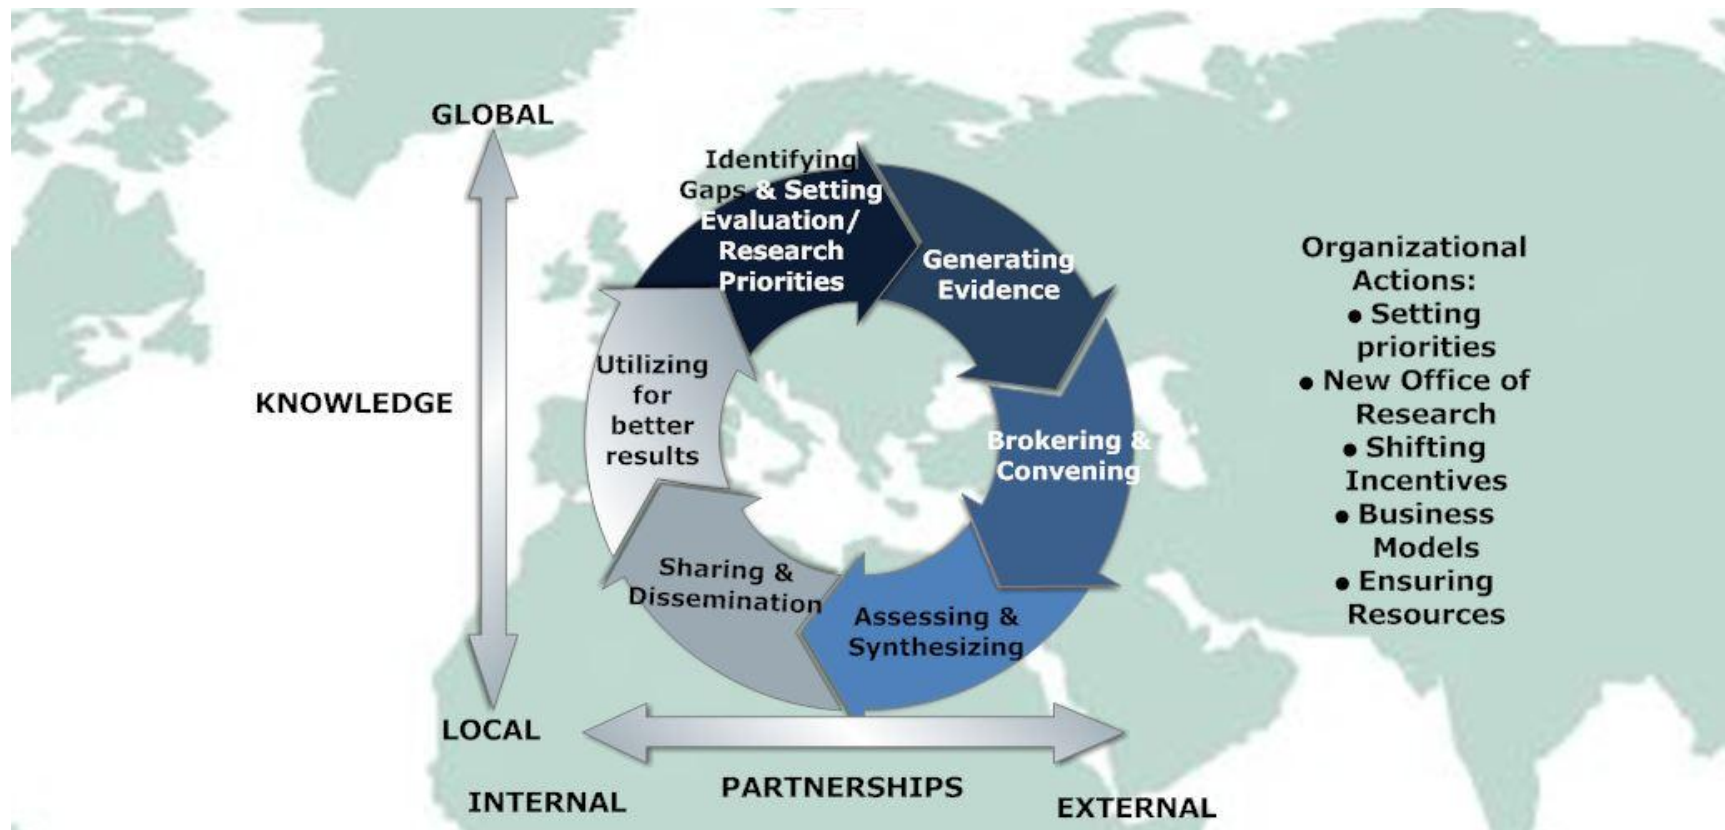 GLOBAL
KNOWLEDGE
LOCAL
Identifying
Gaps & Setting
Evaluation/
Research
Priorities
Generating
Evidence
Brokering &
Convening
Assessing &
Synthesizing
Sharing &
Dissemination
Utilizing
for
better
results
INTERNAL
PARTNERSHIPS
EXTERNAL
Organizational
Actions:
● Setting
priorities
● New Office of
Research
● Shifting
Incentives
● Business
Models
● Ensuring
Resources